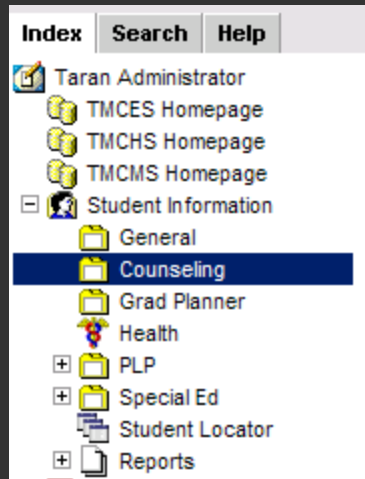 Index Search Help
Taran Administrator
TMCES Homepage
TMCHS Homepage
TMCMS Homepage
Student Information
General
Counseling
Grad Planner
Health
PLP
Special Ed
Student Locator
Reports